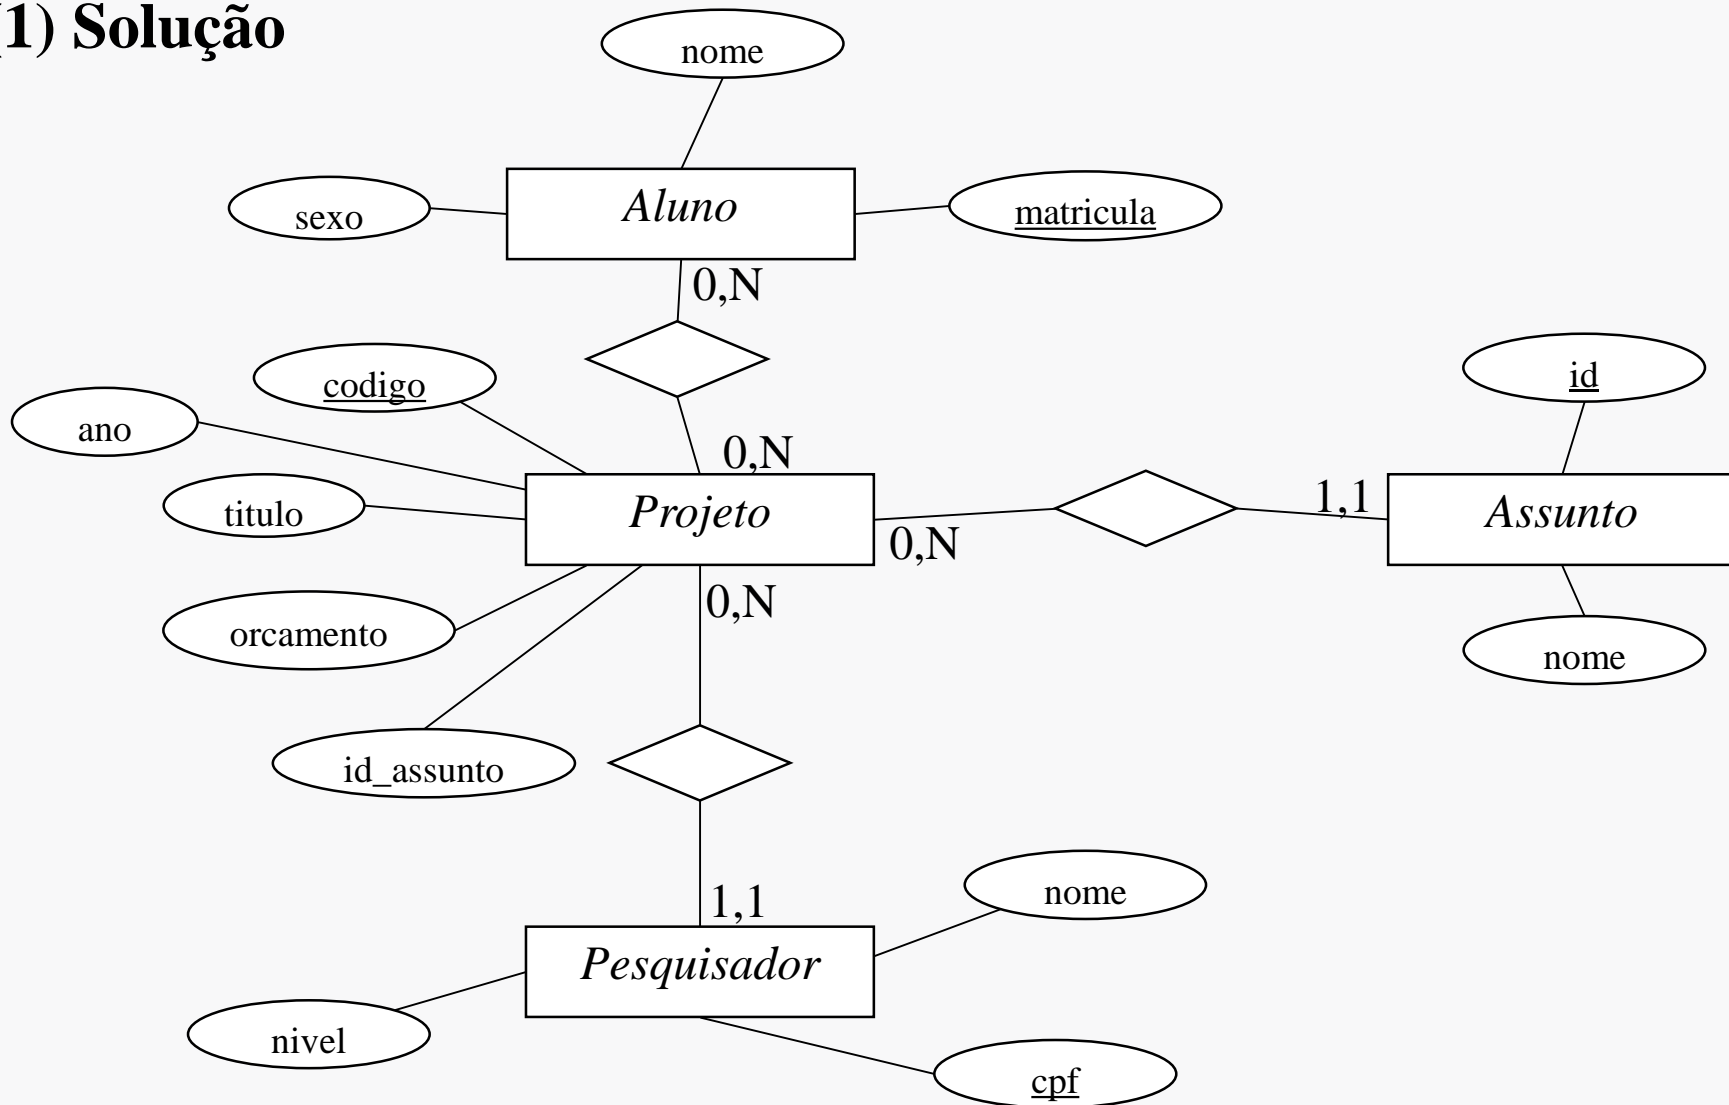 (1) Solução
nome
sexo
Aluno
matricula
0,N
codigo
id
ano
0,N
titulo
Projeto
1,1
Assunto
0,N
0,N
orcamento
nome
id_assunto
1,1
nome
Pesquisador
nivel
cpf